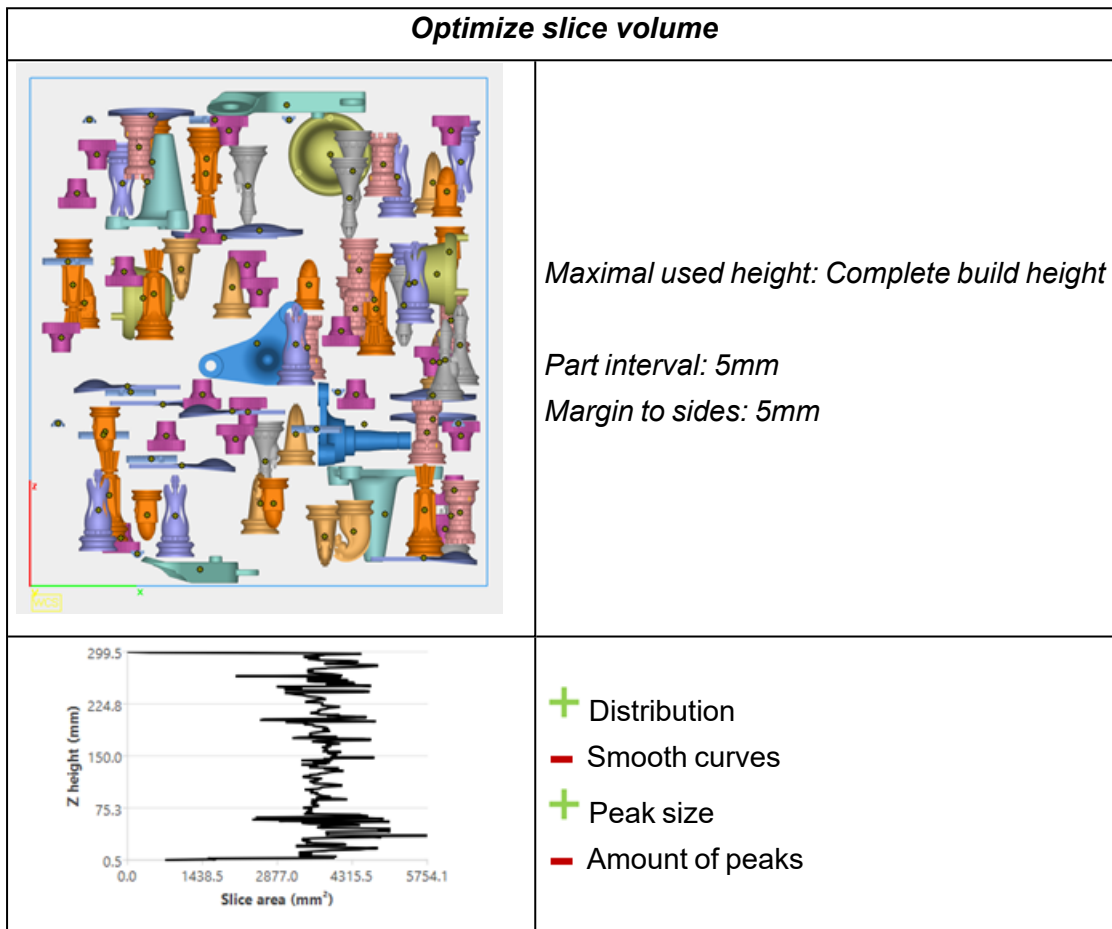 Optimize slice volume
z
x
Maximal used height: Complete build height
Part interval: 5mm
Margin to sides: 5mm
299.5
224.8
150.0
75.3
0.5
Z height (mm)
0.0 1438.5 2877.0 4315.5 5754.1
Slice area (mm²)
+ Distribution
- Smooth curves
+ Peak size
- Amount of peaks